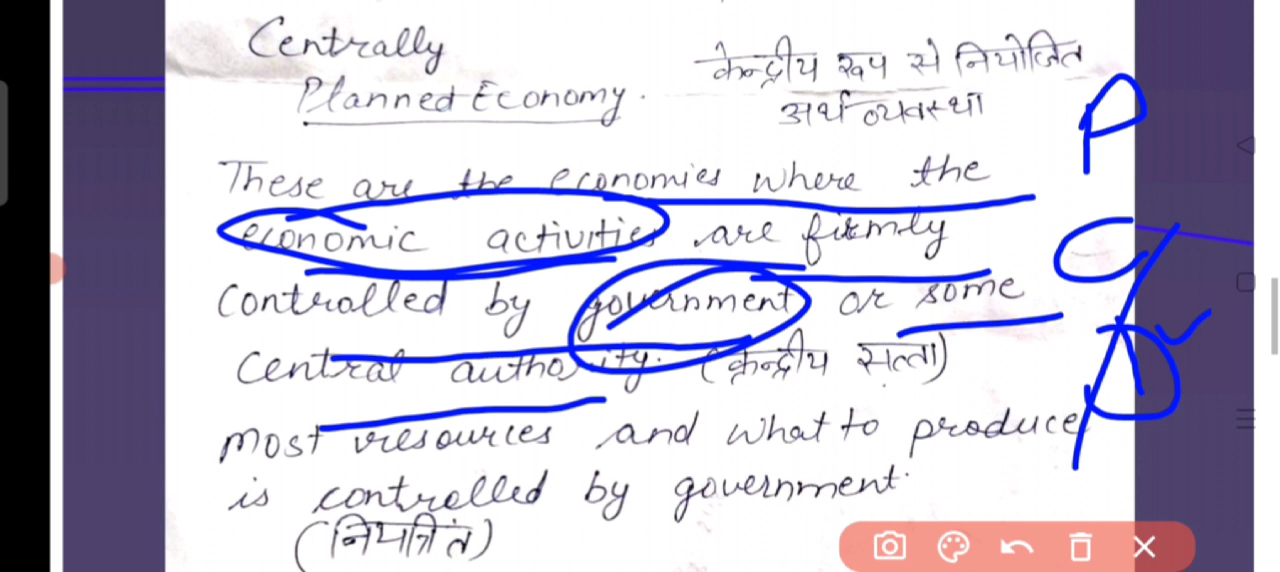 Centrally
Planned Economy.
केन्द्रीय रूप से नियोजित
अर्थव्यवस्था
P
These are the economies where the
economic activities are firmly
C
controlled by government or some
D
central authority. (केन्द्रीय सत्ता)
most resources and what to produce
is controlled by government.
(नियत्रितं)